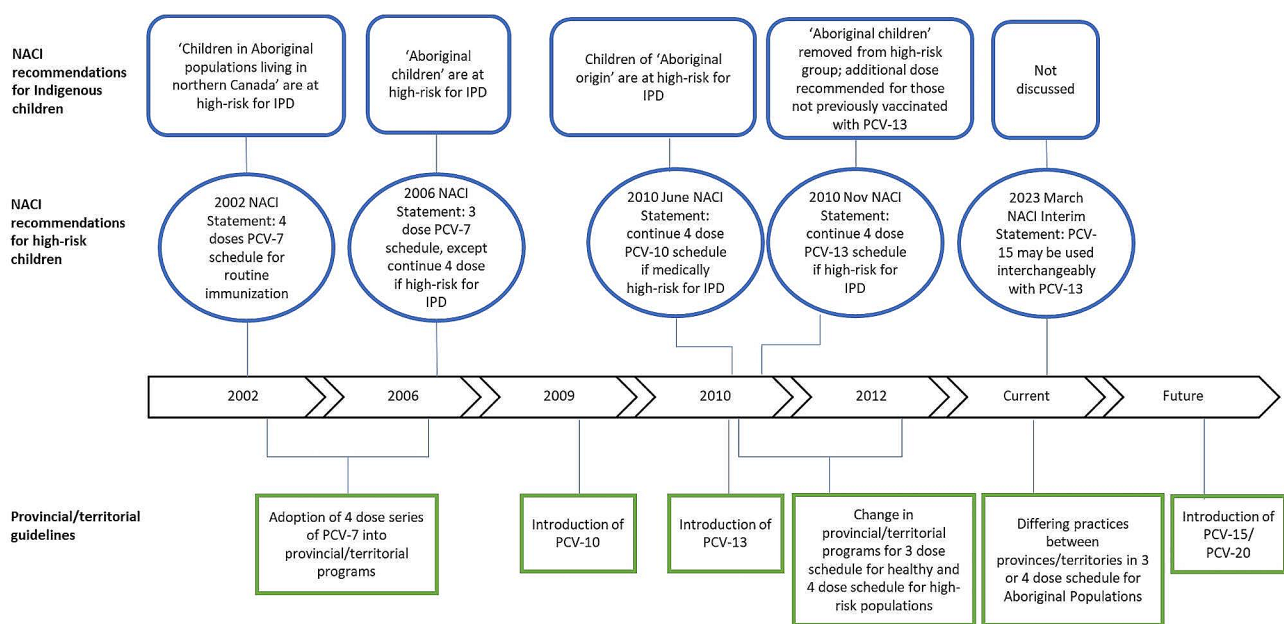 NACI
recommendations
for Indigenous
children
‘Children in Aboriginal
populations living in
northern Canada’ are at
high-risk for IPD
‘Aboriginal
children’ are at
high-risk for IPD
Children of ‘Aboriginal
origin’ are at high-risk for
IPD
‘Aboriginal children’
removed from high-risk
group; additional dose
recommended for those
not previously vaccinated
with PCV-13
Not
discussed
NACI
recommendations
for high-risk
children
2002 NACI
Statement: 4
doses PCV-7
schedule for
routine
immunization
2006 NACI
Statement: 3
dose PCV-7
schedule, except
continue 4 dose
if high-risk for
IPD
2010 June NACI
Statement:
continue 4 dose
PCV-10 schedule
if medically
high-risk for IPD
2010 Nov NACI
Statement:
continue 4 dose
PCV-13 schedule
if high-risk for
IPD
2023 March
NACI Interim
Statement: PCV-
15 may be used
interchangeably
with PCV-13
2002
2006
2009
2010
2012
Current
Future
Provincial/territorial
guidelines
Adoption of 4 dose series
of PCV-7 into
provincial/territorial
programs
Introduction of
PCV-10
Introduction of
PCV-13
Change in
provincial/territorial
programs for 3 dose
schedule for healthy and
4 dose schedule for high-
risk populations
Differing practices
between
provinces/territories in 3
or 4 dose schedule for
Aboriginal Populations
Introduction of
PCV-15/
PCV-20